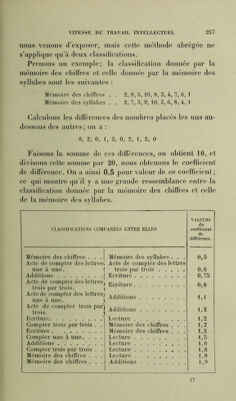 VITESSE DU TRAVAIL INTELLECTUEL 257
nous venons d'exposer, mais cette méthode abrégée ne
s'applique qu'à deux classifications.
Prenons un exemple; la classification donnée par la
mémoire des chiffres et celle donnée par la mémoire des
syllabes sont les suivantes :
Mémoire des chiffres . . 2, 9, 5, 10, 8, 3, 4, 7, 6, 1
Mémoire des syllabes . . 2, 7, 5, 9, 10, 3, 6, 8, 4, 1
Calculons les différences des nombres placés les uns au-
dessous des autres; on a :
0, 2, 0, 1, 2, 0, 2, 1, 2, 0
Faisons la somme de ces différences, on obtient 10, et
divisons cette somme par 20, nous obtenons le coefficient
de différence. On a ainsi 0,5 pour valeur de ce coefficient;
ce qui montre qu'il y a une grande ressemblance entre la
classification donnée par la mémoire des chiffres et celle
de la mémoire des syllabes.
CLASSIFICATIONS COMPARÉES ENTRE ELLES
VALEURS
du
coefficient
de
différence.
Mémoire des chiffres . . . Mémoire des syllabes . . . 0,5
Acte de compter des lettres une à une. Acte de compter des lettres trois par trois 0,6
Additions Ecriture 0,75
Acte de compter des lettres trois par trois. Ecriture 0,8
Acte de compter des lettres une à une. Additions 1,1
Acte de compter trois par trois. Additions 1,2
Ecriture. Lecture 1,2
Compter trois par trois . . Mémoire des chiffres . . . 1,2
Ecriture Mémoire des chiffres . . . 1,5
Compter une à une. Lecture 1,5
Additions Lecture 1,6
Compter trois par trois . . Lecture 1,8
Mémoire des chiffres . . . Lecture 1,8
Mémoire des chiffres . . . Additions 1,9
17